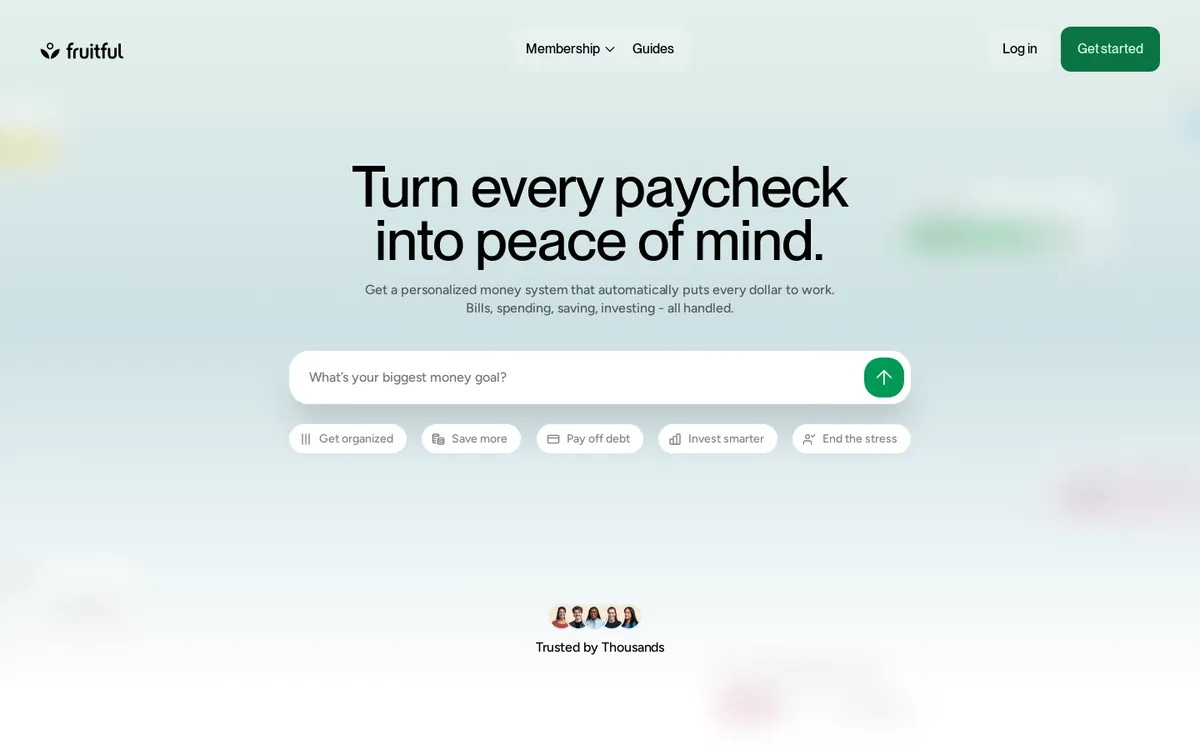 fruitful
Membership
Guides
Log in
Get started
Turn every paycheck
into peace of mind.
Get a personalized money system that automatically puts every dollar to work.
Bills, spending, saving, investing - all handled.
What's your biggest money goal?
Get organized
Save more
Pay off debt
Invest smarter
End the stress
Trusted by Thousands